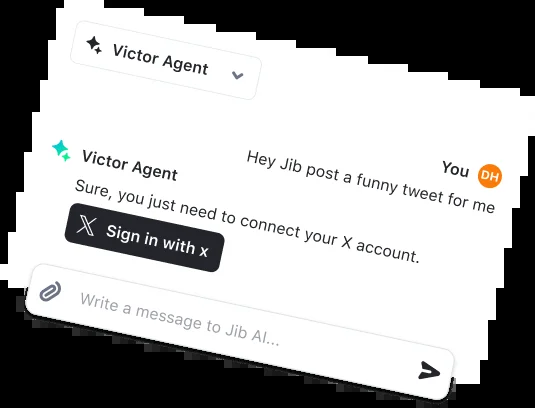 Victor Agent
You DH
Hey Jib post a funny tweet for me
Victor Agent
Sure, you just need to connect your X account.
Sign in with x
Write a message to Jib AI...